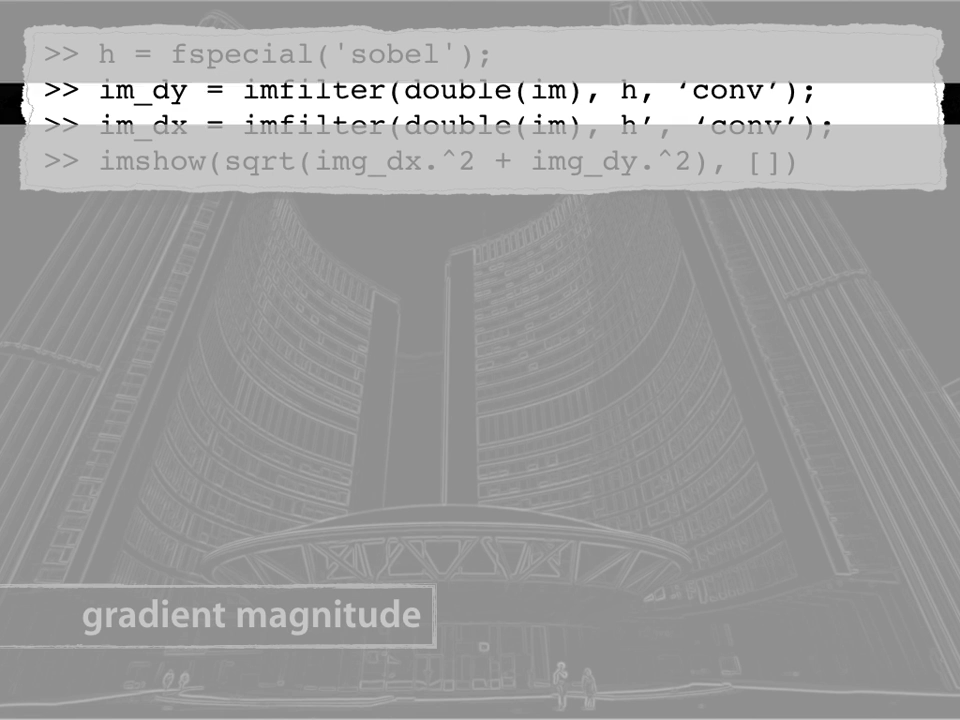 >> h = fspecial('sobel');
>> im_dy = imfilter(double(im), h, ‘conv’);
>> im_dx = imfilter(double(im), h’, ‘conv’);
>> imshow(sqrt(img_dx.^2 + img_dy.^2), [])
gradient magnitude